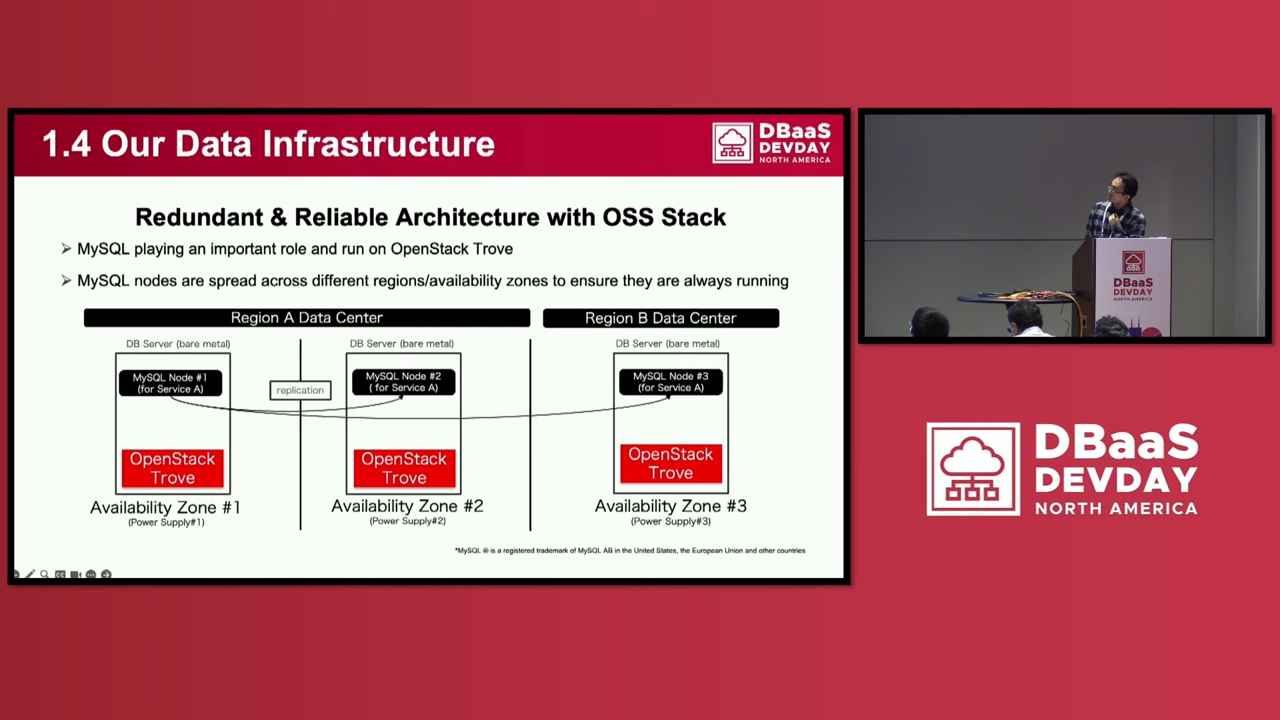 1.4 Our Data Infrastructure
DBaaS
DEVDAY
NORTH AMERICA
Redundant & Reliable Architecture with OSS Stack
➢ MySQL playing an important role and run on OpenStack Trove
➢ MySQL nodes are spread across different regions/availability zones to ensure they are always running
Region A Data Center
Region B Data Center
DB Server (bare metal)
DB Server (bare metal)
DB Server (bare metal)
MySQL Node #1
(for Service A)
replication
MySQL Node #2
( for Service A)
MySQL Node #3
(for Service A)
OpenStack
Trove
OpenStack
Trove
OpenStack
Trove
Availability Zone #1
(Power Supply#1)
Availability Zone #2
(Power Supply#2)
Availability Zone #3
(Power Supply#3)
*MySQL ® is a registered trademark of MySQL AB in the United States, the European Union and other countries
DBaaS
DEVDAY
NORTH AMERICA
DBaaS
DEVDAY
NORTH AMERICA